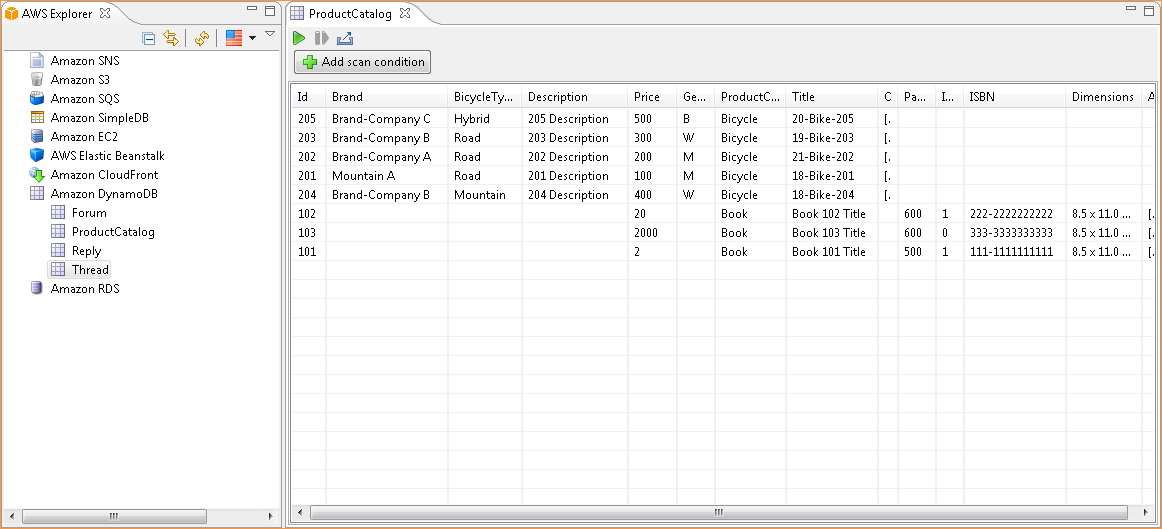 AWS Explorer
Amazon SNS
Amazon S3
Amazon SQS
Amazon SimpleDB
Amazon EC2
AWS Elastic Beanstalk
Amazon CloudFront
Amazon DynamoDB
Forum
ProductCatalog
Reply
Thread
Amazon RDS
ProductCatalog
Add scan condition
Id Brand BicycleTy... Description Price Ge... ProductC... Title C Pa... I... ISBN Dimensions A
205 Brand-Company C Hybrid 205 Description 500 B Bicycle 20-Bike-205 [.
203 Brand-Company B Road 203 Description 300 W Bicycle 19-Bike-203 [.
202 Brand-Company A Road 202 Description 200 M Bicycle 21-Bike-202 [.
201 Mountain A Road 201 Description 100 M Bicycle 18-Bike-201 [.
204 Brand-Company B Mountain 204 Description 400 W Bicycle 18-Bike-204 [.
102 20 Book Book 102 Title 600 1 222-2222222222 8.5 x 11.0 ... [.
103 2000 Book Book 103 Title 600 0 333-3333333333 8.5 x 11.0 ... [.
101 2 Book Book 101 Title 500 1 111-1111111111 8.5 x 11.0 ... [.